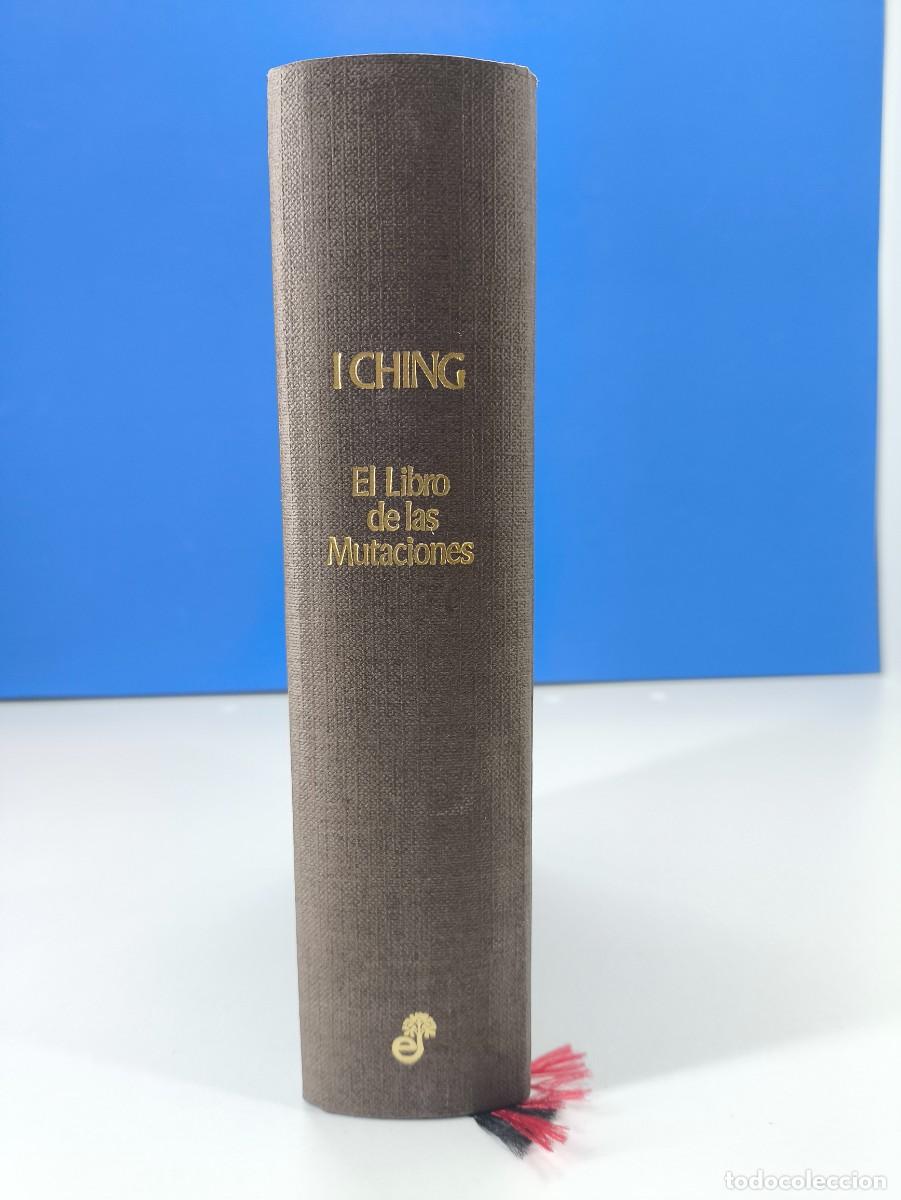 I CHING
El Libro
de las
Mutaciones
e
todocoleccion